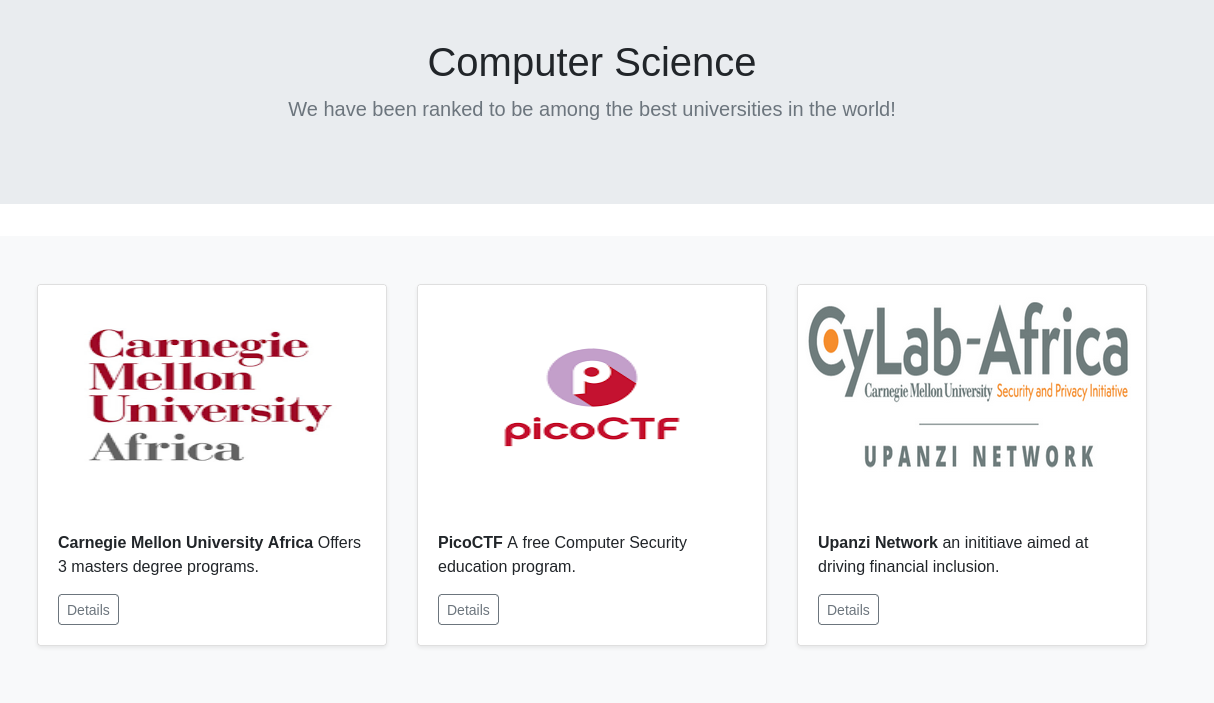 Computer Science
We have been ranked to be among the best universities in the world!
Carnegie
Mellon
University
Africa
Carnegie Mellon University Africa Offers
3 masters degree programs.
Details
picoCTF
PicoCTF A free Computer Security
education program.
Details
CyLab-Africa
Carnegie Mellon University Security and Privacy Initiative
UPANZI NETWORK
Upanzi Network an inititiave aimed at
driving financial inclusion.
Details